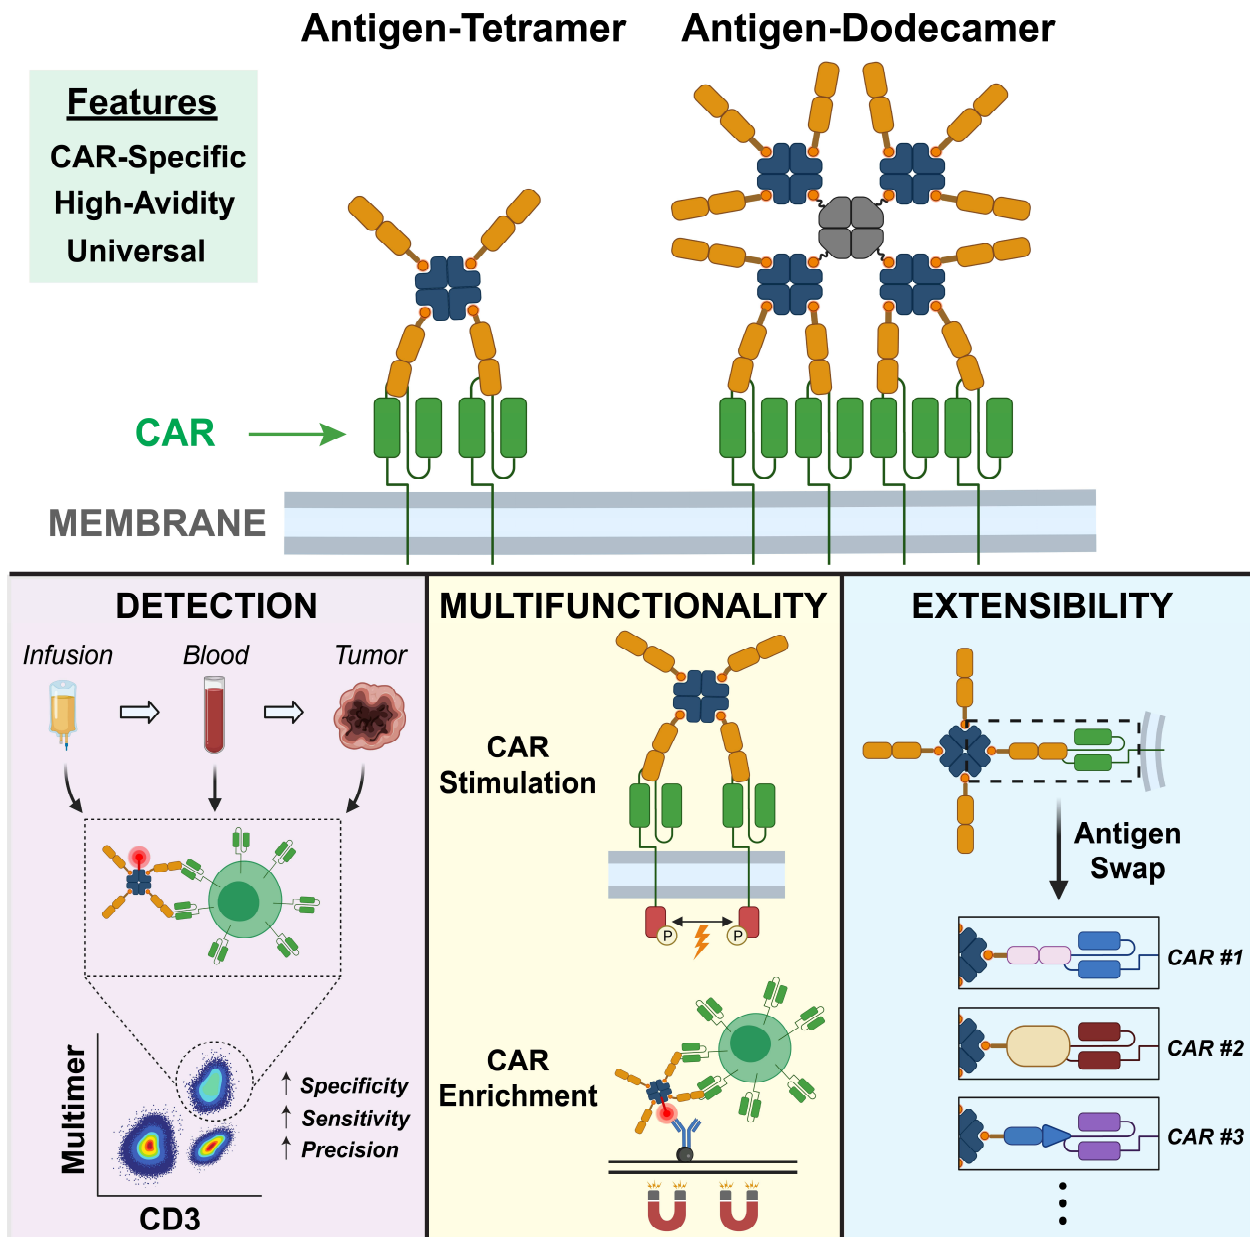 Antigen-Tetramer
Antigen-Dodecamer
Features
CAR-Specific
High-Avidity
Universal
CAR
MEMBRANE
DETECTION
Infusion
Blood
Tumor
Multimer
CD3
↑ Specificity
↑ Sensitivity
↑ Precision
MULTIFUNCTIONALITY
CAR
Stimulation
P
P
CAR
Enrichment
EXTENSIBILITY
Antigen
Swap
CAR #1
CAR #2
CAR #3